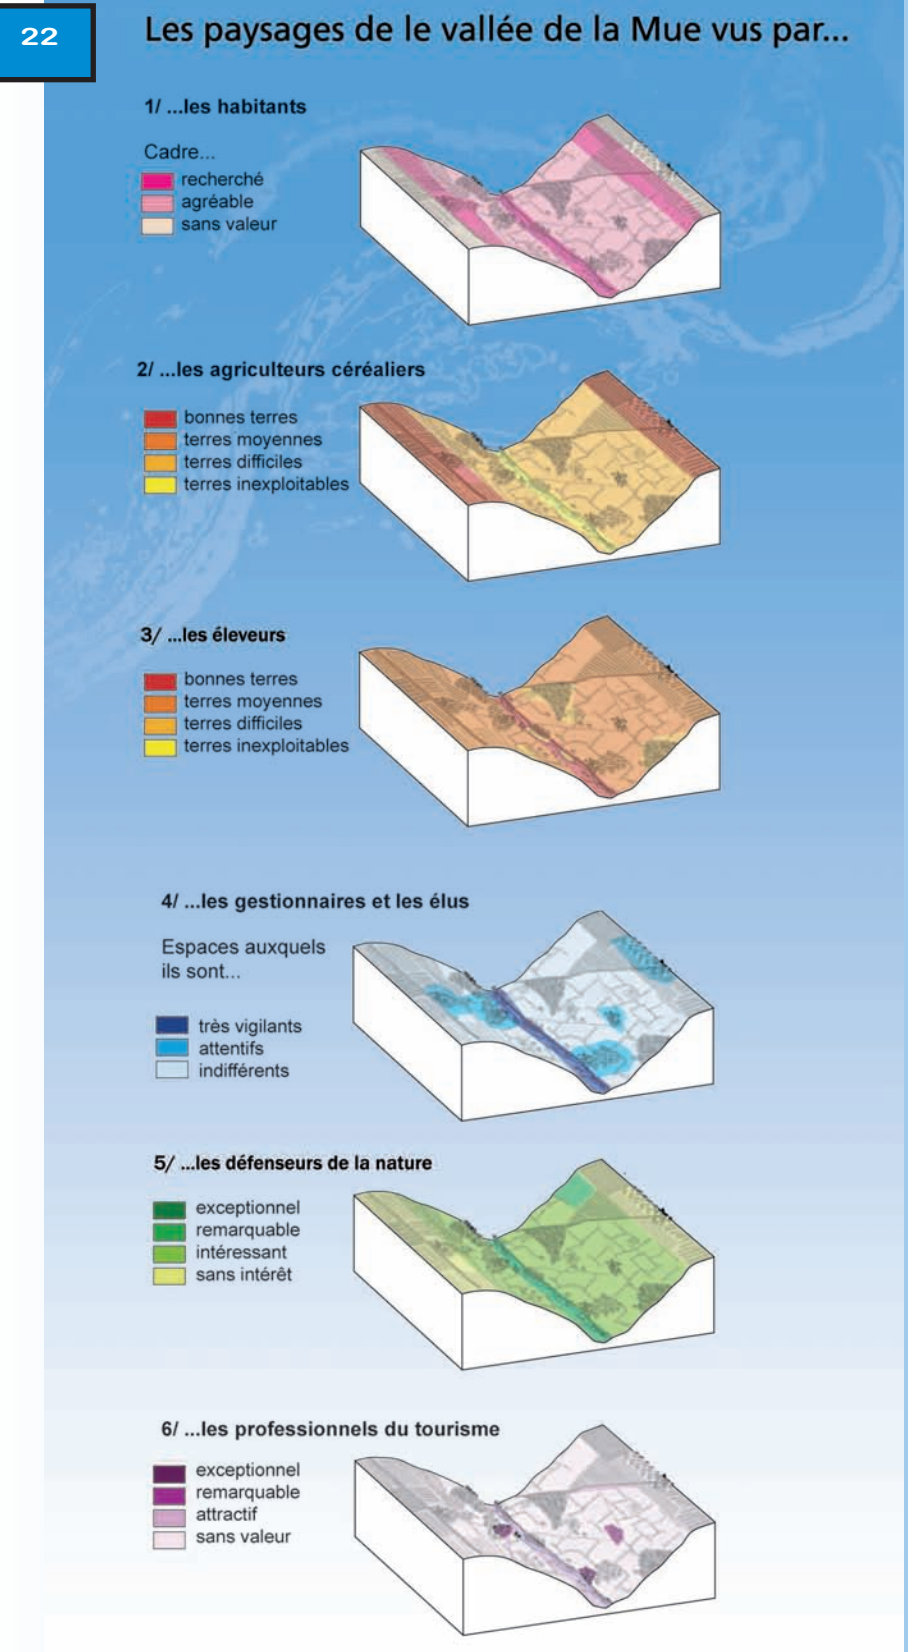 22
Les paysages de le vallée de la Mue vus par...
1/ ...les habitants
Cadre...
recherché
agréable
sans valeur
2/ ...les agriculteurs céréaliers
bonnes terres
terres moyennes
terres difficiles
terres inexploitables
3/ ...les éleveurs
bonnes terres
terres moyennes
terres difficiles
terres inexploitables
4/ ...les gestionnaires et les élus
Espaces auxquels
ils sont...
très vigilants
attentifs
indifférents
5/ ...les défenseurs de la nature
exceptionnel
remarquable
intéressant
sans intérêt
6/ ...les professionnels du tourisme
exceptionnel
remarquable
attractif
sans valeur